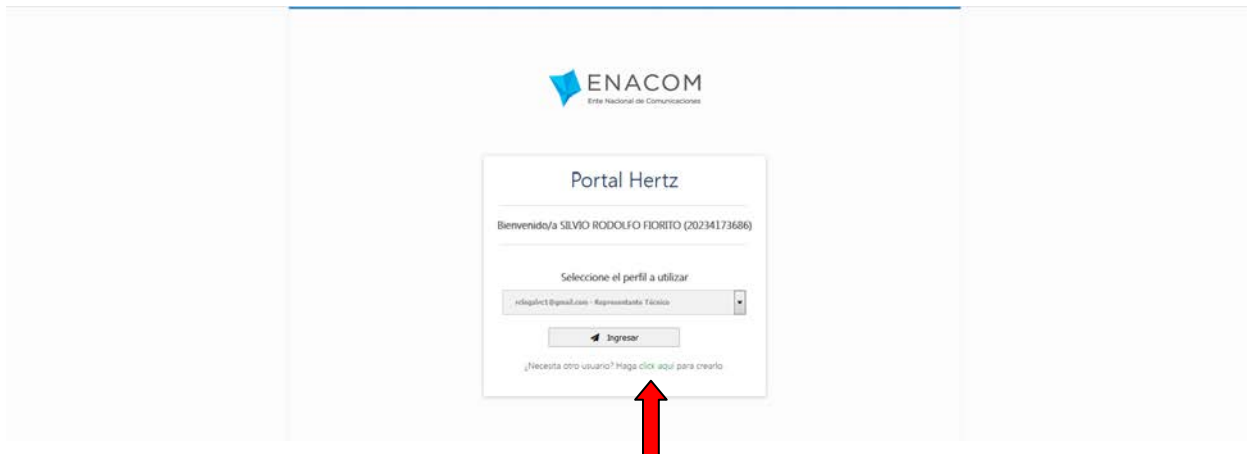 ENACOM
Ente Nacional de Comunicaciones
Portal Hertz
Bienvenido/a SILVIO RODOLFO FIORITO (20234173686)
Seleccione el perfil a utilizar
- Representante Técnico
Ingresar
¿Necesita otro usuario? Haga click aquí para crearlo